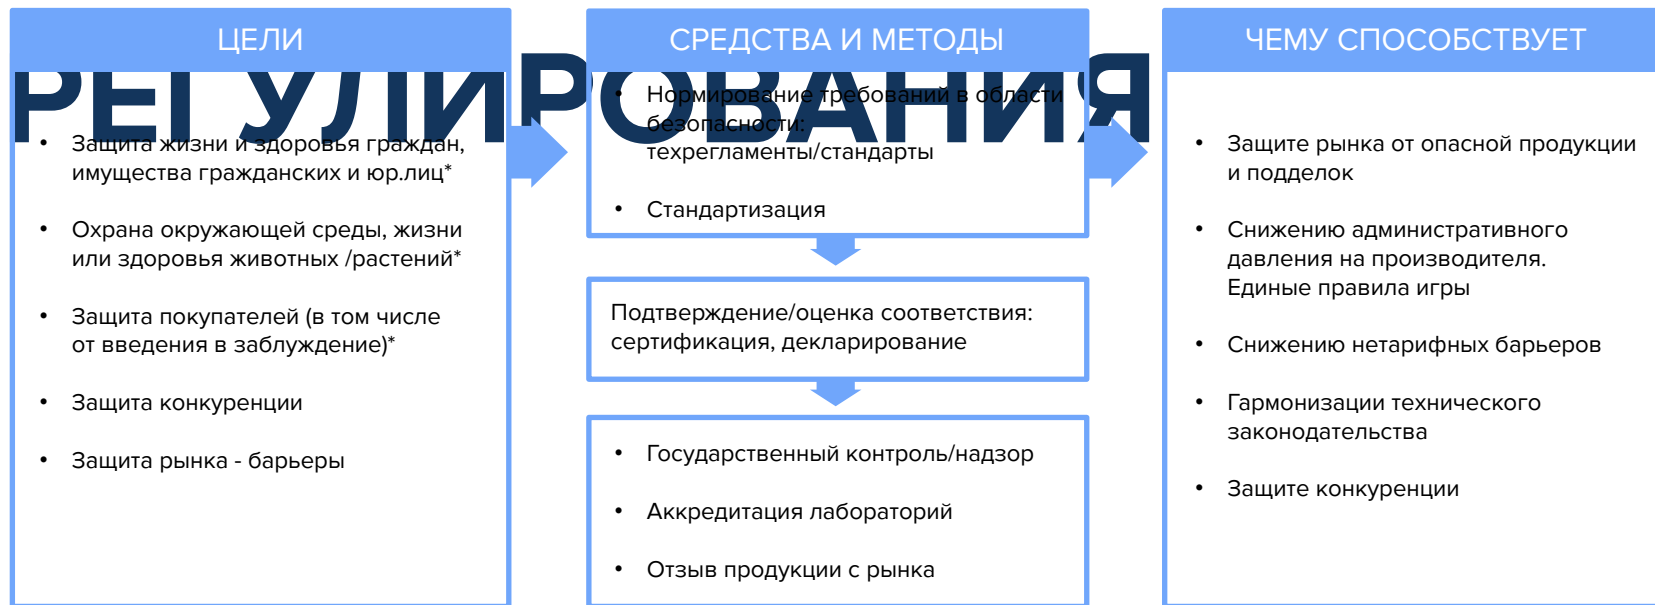 РЕГУЛИРОВАНИЯ
ЦЕЛИ
• Защита жизни и здоровья граждан,
имущества гражданских и юр.лиц*
• Охрана окружающей среды, жизни
или здоровья животных /растений*
• Защита покупателей (в том числе
от введения в заблуждение)*
• Защита конкуренции
• Защита рынка - барьеры
СРЕДСТВА И МЕТОДЫ
• Нормирование требований в области
безопасности:
техрегламенты/стандарты
• Стандартизация
Подтверждение/оценка соответствия:
сертификация, декларирование
• Государственный контроль/надзор
• Аккредитация лабораторий
• Отзыв продукции с рынка
ЧЕМУ СПОСОБСТВУЕТ
• Защите рынка от опасной продукции
и подделок
• Снижению административного
давления на производителя.
Единые правила игры
• Снижению нетарифных барьеров
• Гармонизации технического
законодательства
• Защите конкуренции